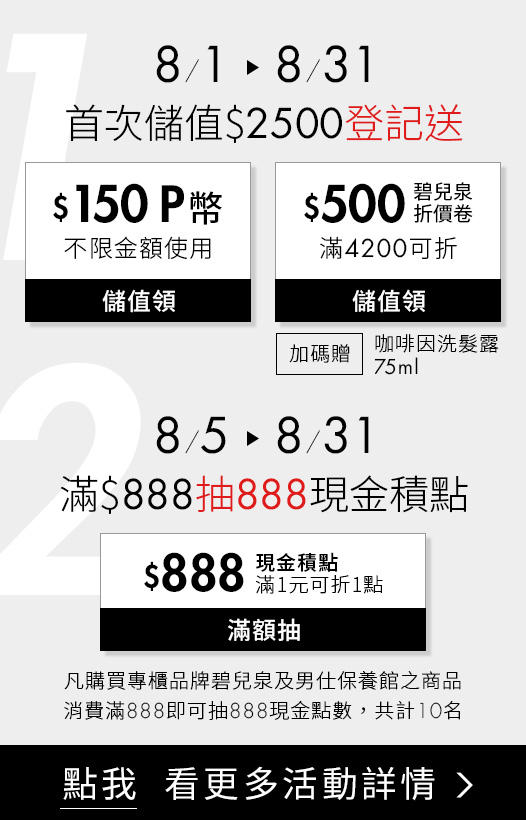 1
8/1 ▸ 8/31
首次儲值$2500登記送
$150 P幣
不限金額使用
儲值領
$500 碧兒泉
折價卷
滿4200可折
儲值領
加碼贈 咖啡因洗髮露
75ml
2
8/5 ▸ 8/31
滿$888抽888現金積點
$888 現金積點
滿1元可折1點
滿額抽
凡購買專櫃品牌碧兒泉及男仕保養館之商品
消費滿888即可抽888現金點數，共計10名
點我 看更多活動詳情 >